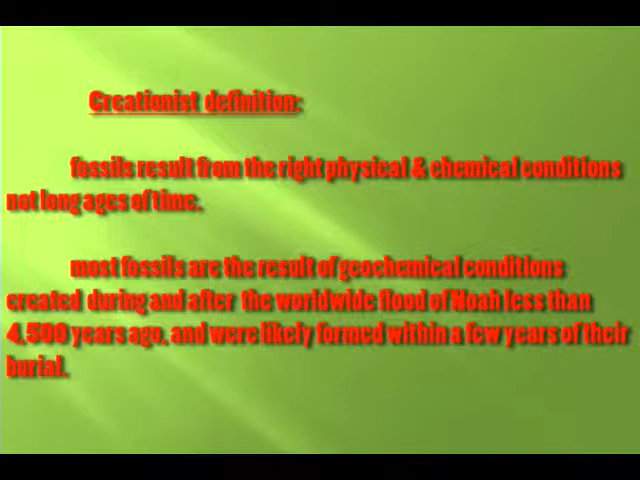 Creationist definition:
fossils result from the right physical & chemical conditions
not long ages of time.
most fossils are the result of geochemical conditions
created during and after the worldwide flood of Noah less than
4,500 years ago, and were likely formed within a few years of their
burial.